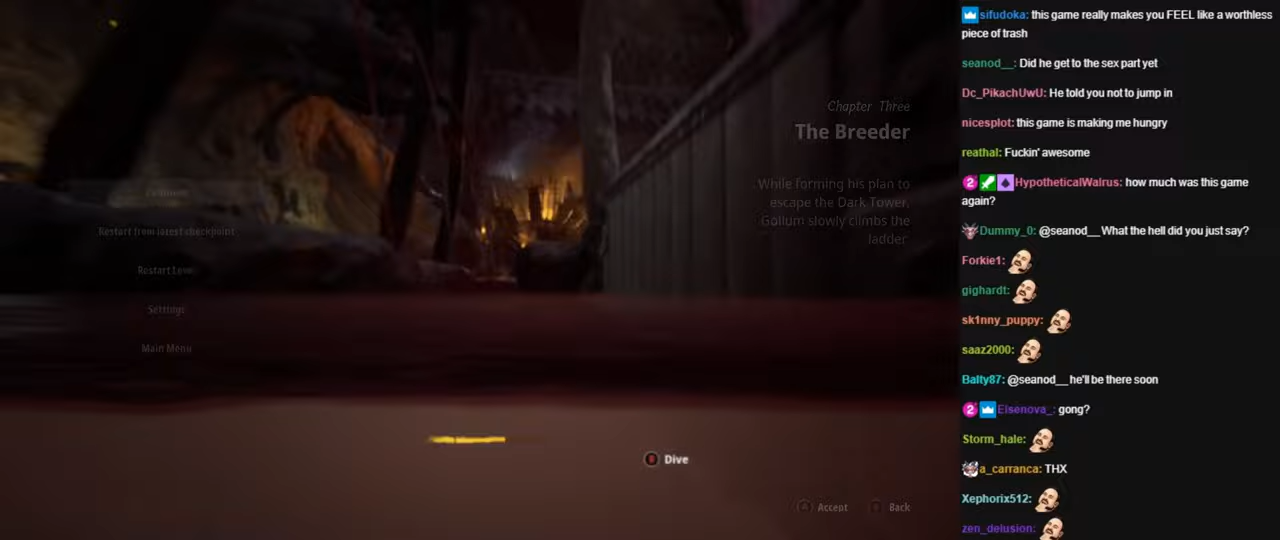 Chapter Three
The Breeder
While forming his plan to
escape the Dark Tower,
Gollum slowly climbs the
ladder.
Continue
Restart from latest checkpoint
Restart Level
Settings
Main Menu
Dive
Accept
Back
sifudoka: this game really makes you FEEL like a worthless
piece of trash
seanod__: Did he get to the sex part yet
Dc_PikachUwU: He told you not to jump in
nicesplot: this game is making me hungry
reathal: Fuckin' awesome
2 HypotheticalWalrus: how much was this game
again?
Dummy_0: @seanod__ What the hell did you just say?
Forkie1:
gighardt:
sk1nny_puppy:
saaz2000:
Balty87: @seanod__ he'll be there soon
2 Elsenova_: gong?
Storm_hale:
a_carranca: THX
Xephorix512:
zen_delusion: